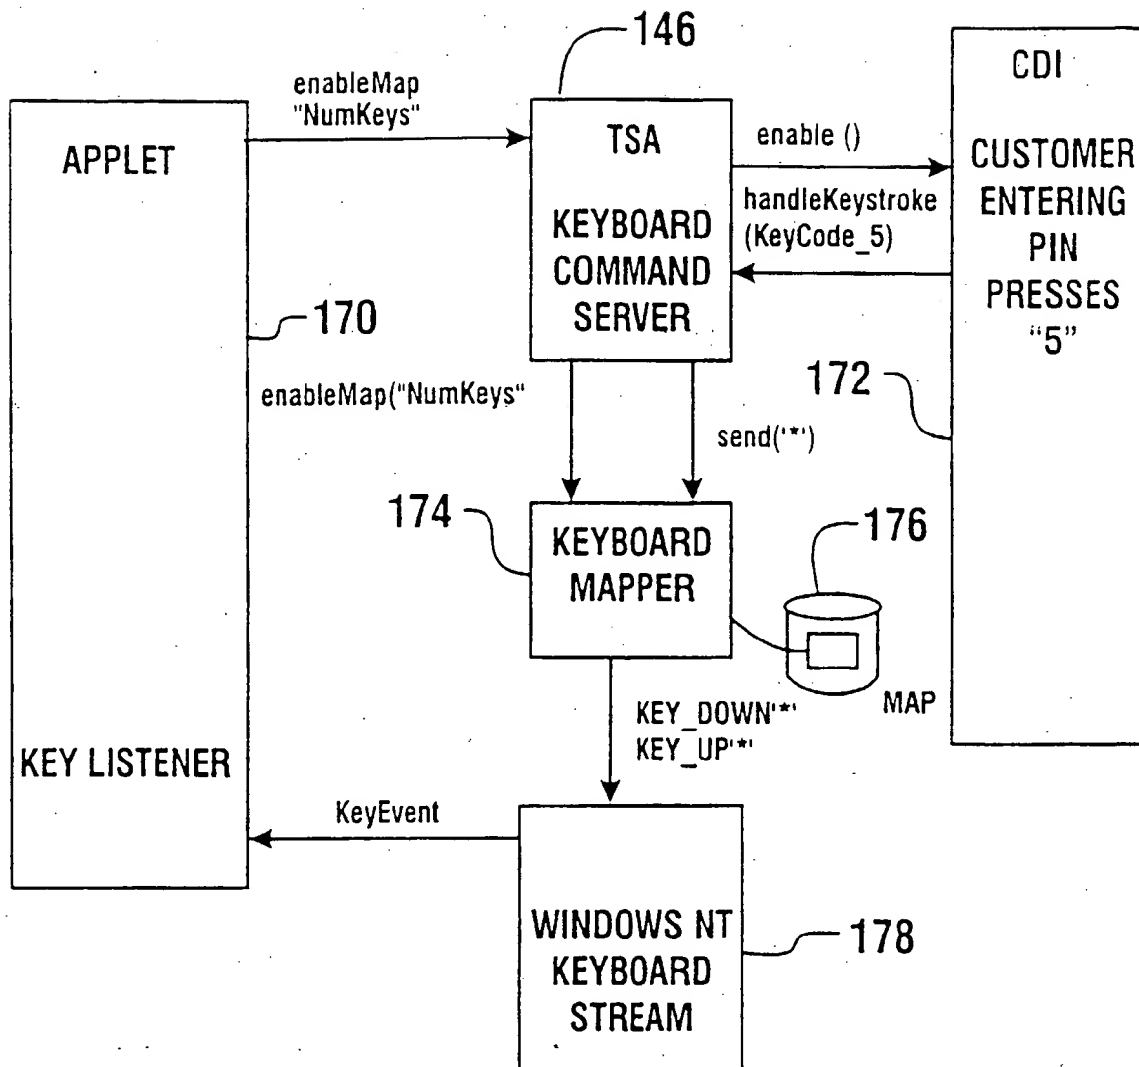 146
CDI
CUSTOMER
ENTERING
PIN
PRESSES
"5"
enableMap
"NumKeys"
APPLET
TSA
KEYBOARD
COMMAND
SERVER
enable ()
handleKeystroke
(KeyCode_5)
170
enableMap("NumKeys"
send('*')
172
174
KEYBOARD
MAPPER
176
MAP
KEY_DOWN'*'
KEY_UP'*'
KEY LISTENER
KeyEvent
WINDOWS NT
KEYBOARD
STREAM
178